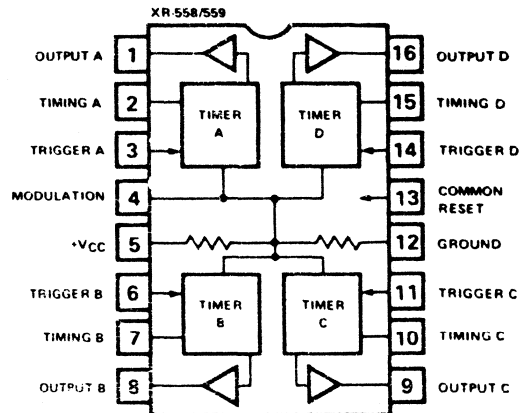 XR-558/559
OUTPUT A 1
16 OUTPUT D
TIMING A 2
15 TIMING D
TIMER A
TIMER D
TRIGGER A 3
14 TRIGGER D
MODULATION 4
13 COMMON RESET
+VCC 5
12 GROUND
TRIGGER B 6
11 TRIGGER C
TIMER B
TIMER C
TIMING B 7
10 TIMING C
OUTPUT B 8
9 OUTPUT C